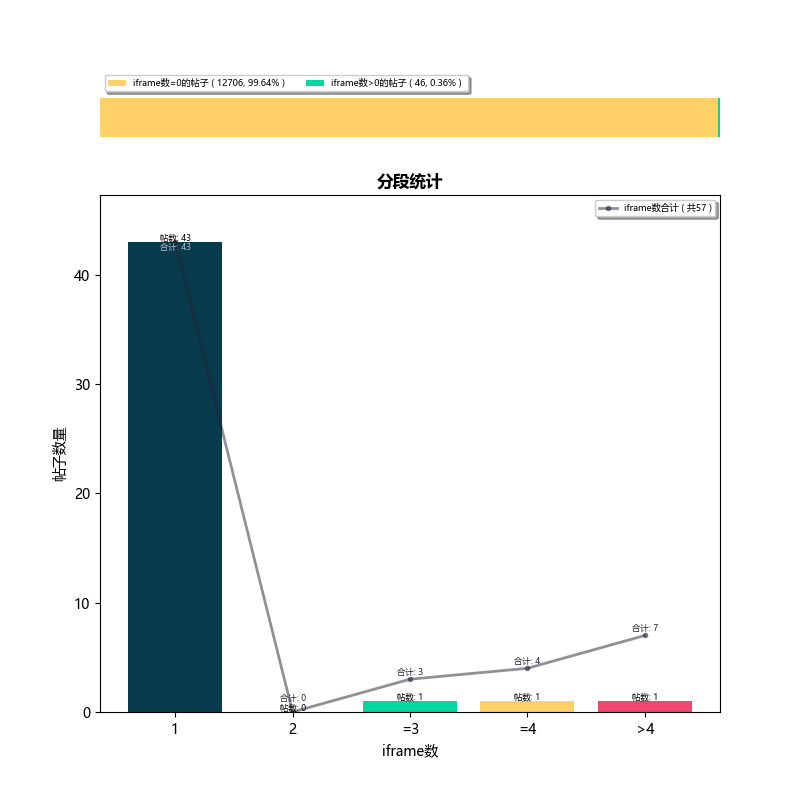 iframe数=0的帖子 ( 12706, 99.64% )
iframe数>0的帖子 ( 46, 0.36% )
分段统计
iframe数合计 ( 共57 )
帖数: 43
合计: 43
40
30
20
10
0
帖子数量
合计: 0
帖数: 0
合计: 3
帖数: 1
合计: 4
帖数: 1
合计: 7
帖数: 1
1
2
=3
=4
>4
iframe数